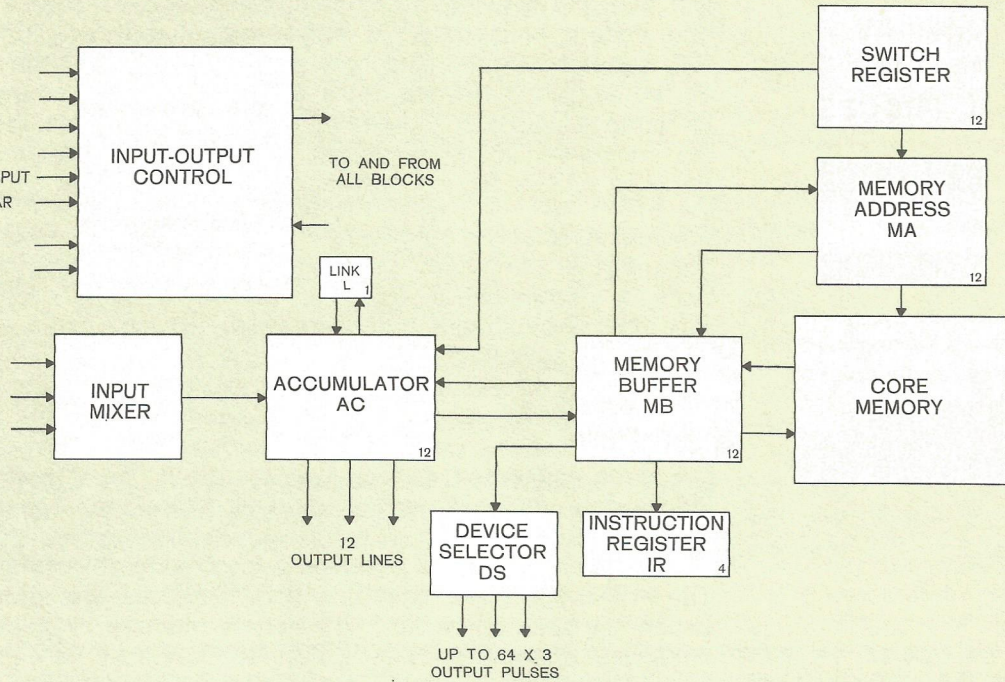 SWITCH
REGISTER
12
INPUT-OUTPUT
CONTROL
TO AND FROM
ALL BLOCKS
MEMORY
ADDRESS
MA
12
LINK
L
1
INPUT
MIXER
ACCUMULATOR
AC
12
MEMORY
BUFFER
MB
12
CORE
MEMORY
12
OUTPUT LINES
DEVICE
SELECTOR
DS
INSTRUCTION
REGISTER
IR
4
UP TO 64 X 3
OUTPUT PULSES